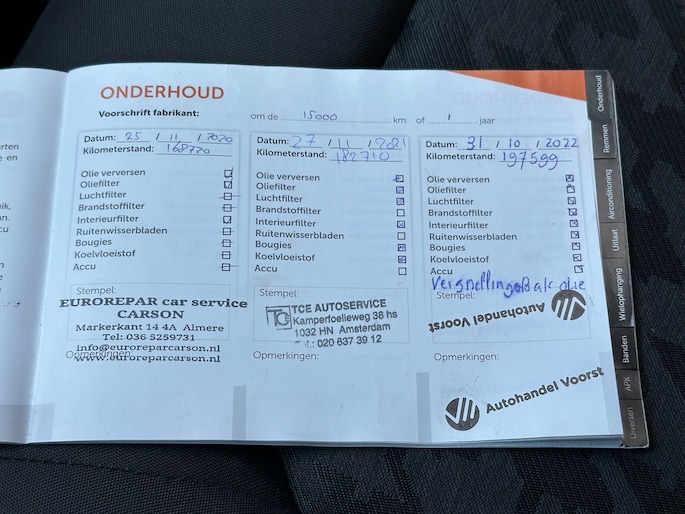 ONDERHOUD
Voorschrift fabrikant: om de 15000 km of 1 jaar
Datum: 25 / 11 / 2020
Kilometerstand: 168720
Olie verversen
Oliefilter
Luchtfilter
Brandstoffilter
Interieurfilter
Ruitenwisserbladen
Bougies
Koelvloeistof
Accu
Stempel:
EUROREPAR car service
CARSON
Markerkant 14 4A Almere
Tel: 036 5259731
info@euroreparcarson.nl
Opmerkingen:
www.euroreparcarson.nl
Datum: 27 / 11 / 2021
Kilometerstand: 182710
Olie verversen
Oliefilter
Luchtfilter
Brandstoffilter
Interieurfilter
Ruitenwisserbladen
Bougies
Koelvloeistof
Accu
Stempel:
TCE
TCE AUTOSERVICE
Kamperfoelieweg 38 hs
1032 HN Amsterdam
.: 020 637 39 12
Opmerkingen:
Datum: 31 / 10 / 2022
Kilometerstand: 197599
Olie verversen
Oliefilter
Luchtfilter
Brandstoffilter
Interieurfilter
Ruitenwisserbladen
Bougies
Koelvloeistof
Accu
Versnellingsbak olie
Stempel:
Autohandel Voorst
Opmerkingen:
Autohandel Voorst
Onderhoud
Remmen
Airconditioning
Uitlaat
Wielophanging
Banden
APK
Diversen